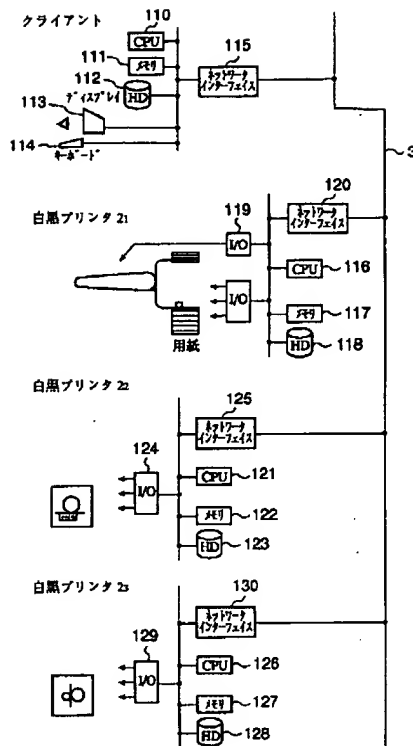 クライアント
110
CPU
111
メモリ
112
HD
ディスプレイ
113
114
キーボード
115
ネットワーク
インターフェイス
3
白黒プリンタ21
119
I/O
120
ネットワーク
インターフェイス
CPU
116
I/O
メモリ
117
HD
118
用紙
白黒プリンタ22
125
ネットワーク
インターフェイス
124
I/O
CPU
121
メモリ
122
HD
123
白黒プリンタ23
130
ネットワーク
インターフェイス
129
I/O
CPU
126
メモリ
127
HD
128